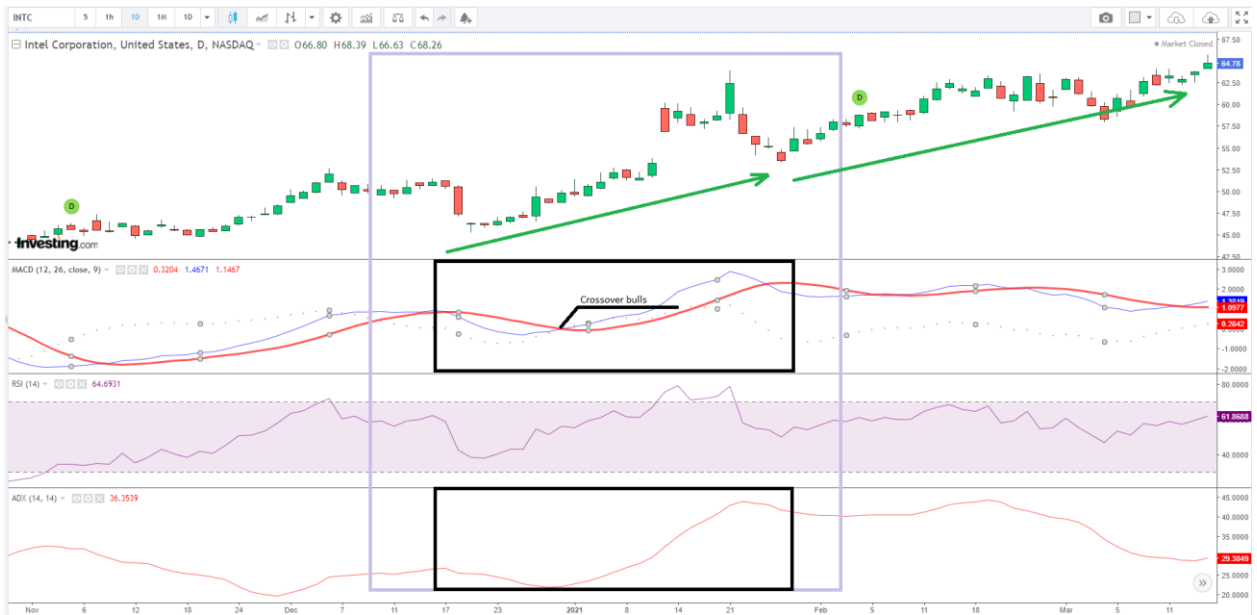 INTC 5 1h 1D 1M 1D
Intel Corporation, United States, D, NASDAQ O66.80 H68.39 L66.63 C68.26
Market Closed
67.50
64.78
62.50
60.00
57.50
55.00
52.50
50.00
47.50
45.00
42.50
D
D
Investing.com
MACD (12, 26, close, 9) 0.3204 1.4671 1.1467
Crossover bulls
3.0000
2.0000
1.0977
0.2842
-1.0000
-2.0000
RSI (14) 64.6931
80.0000
61.8688
40.0000
ADX (14, 14) 36.3539
45.0000
40.0000
35.0000
29.3849
25.0000
20.0000
Nov 6 12 18 24 Dec 7 11 17 23 2021 8 14 21 Feb 5 11 18 Mar 5 11